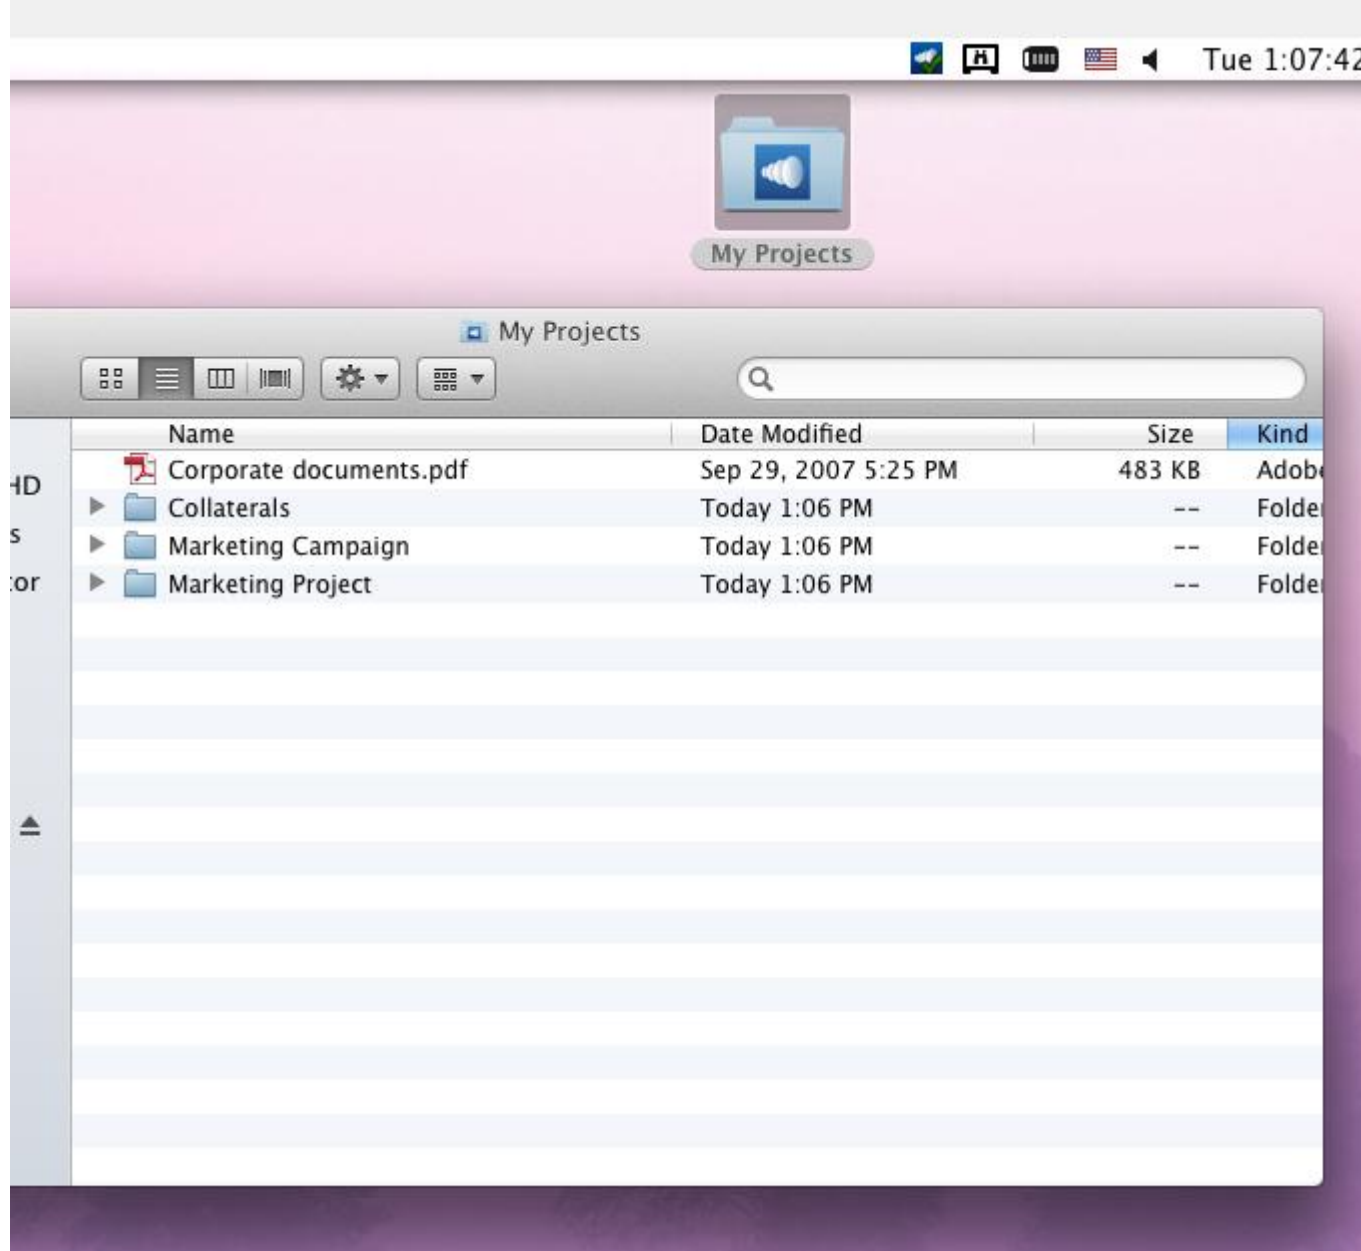 Tue 1:07:42
My Projects
My Projects
Name Date Modified Size Kind
Corporate documents.pdf Sep 29, 2007 5:25 PM 483 KB
HD
Collaterals Today 1:06 PM --
s
Marketing Campaign Today 1:06 PM --
Marketing Project Today 1:06 PM --